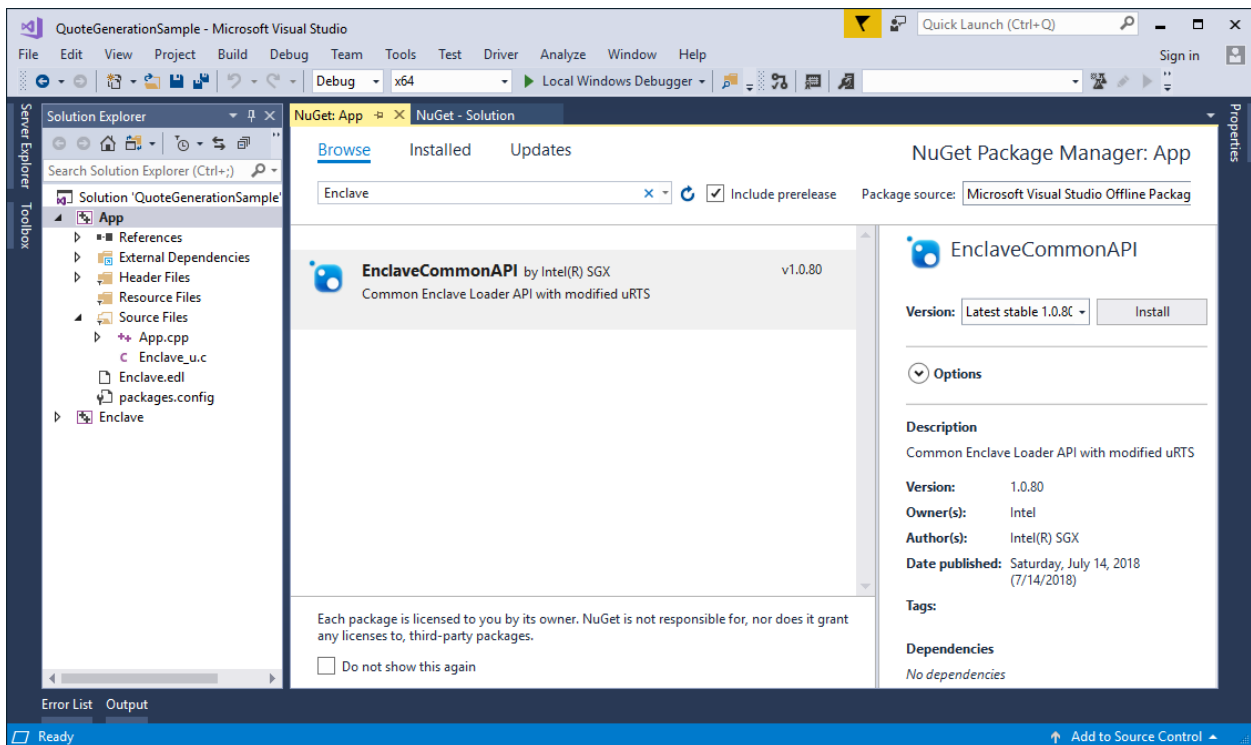 QuoteGenerationSample - Microsoft Visual Studio
Quick Launch (Ctrl+Q)
File Edit View Project Build Debug Team Tools Test Driver Analyze Window Help
Sign in
Debug x64 Local Windows Debugger
Server Explorer
Toolbox
Solution Explorer
Search Solution Explorer (Ctrl+;)
Solution 'QuoteGenerationSample'
App
References
External Dependencies
Header Files
Resource Files
Source Files
App.cpp
Enclave_u.c
Enclave.edl
packages.config
Enclave
NuGet: App
NuGet - Solution
Browse Installed Updates
NuGet Package Manager: App
Enclave
Include prerelease
Package source: Microsoft Visual Studio Offline Packag
EnclaveCommonAPI by Intel(R) SGX v1.0.80
Common Enclave Loader API with modified uRTS
Each package is licensed to you by its owner. NuGet is not responsible for, nor does it grant
any licenses to, third-party packages.
Do not show this again
EnclaveCommonAPI
Version: Latest stable 1.0.80 Install
Options
Description
Common Enclave Loader API with modified uRTS
Version: 1.0.80
Owner(s): Intel
Author(s): Intel(R) SGX
Date published: Saturday, July 14, 2018
(7/14/2018)
Tags:
Dependencies
No dependencies
Properties
Error List Output
Ready
Add to Source Control